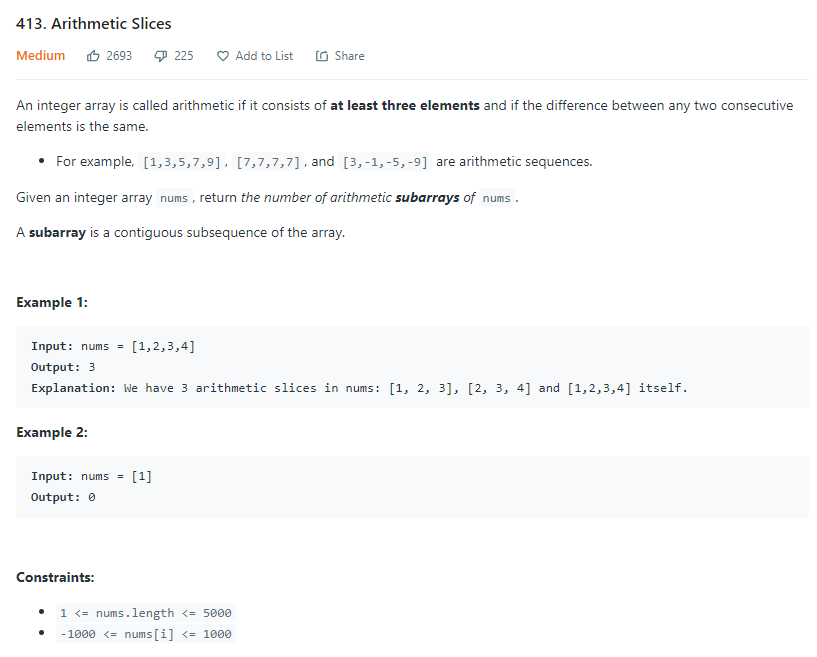 413. Arithmetic Slices
Medium 2693 225 Add to List Share
An integer array is called arithmetic if it consists of at least three elements and if the difference between any two consecutive
elements is the same.
• For example, [1,3,5,7,9], [7,7,7,7], and [3,-1,-5,-9] are arithmetic sequences.
Given an integer array nums, return the number of arithmetic subarrays of nums.
A subarray is a contiguous subsequence of the array.
Example 1:
Input: nums = [1,2,3,4]
Output: 3
Explanation: We have 3 arithmetic slices in nums: [1, 2, 3], [2, 3, 4] and [1,2,3,4] itself.
Example 2:
Input: nums = [1]
Output: 0
Constraints:
• 1 <= nums.length <= 5000
• -1000 <= nums[i] <= 1000